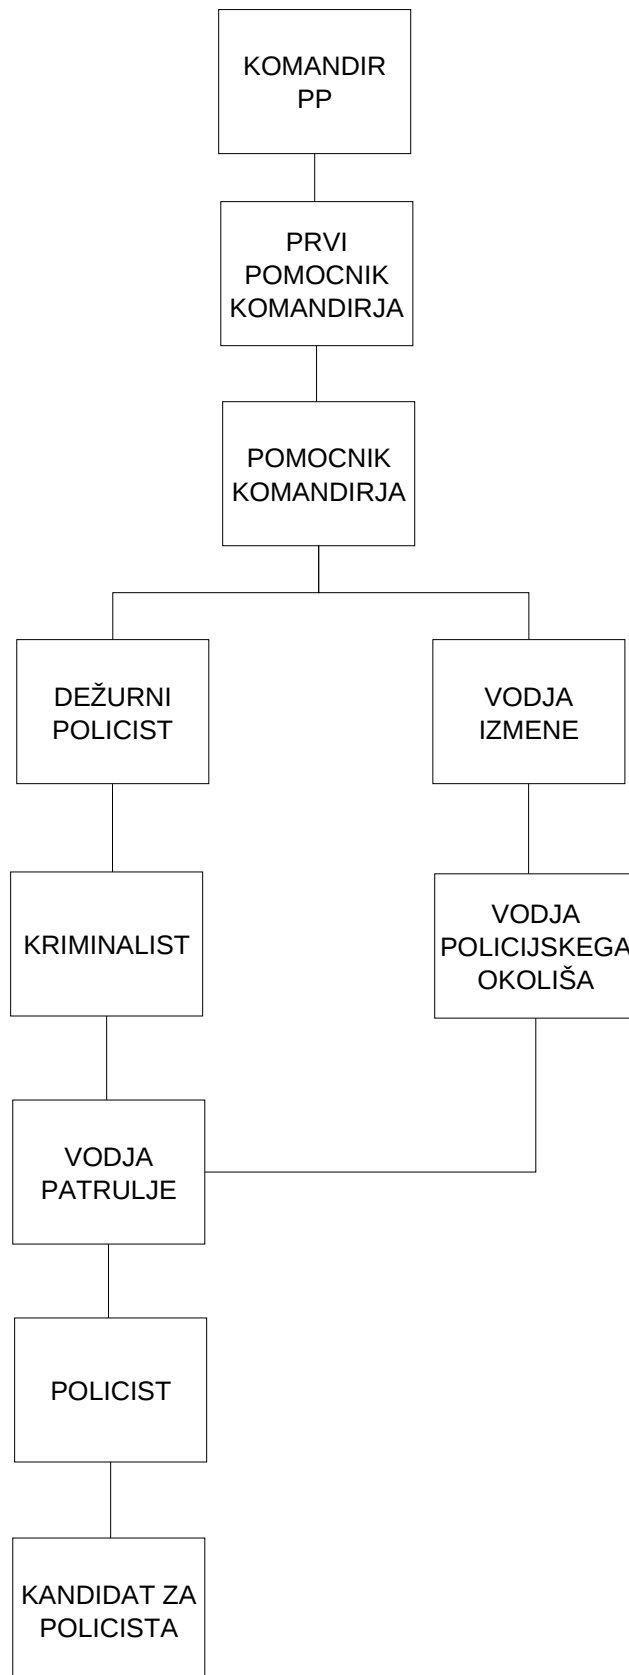 KOMANDIR
PP
PRVI
POMOCNIK
KOMANDIRJA
POMOCNIK
KOMANDIRJA
DEŽURNI
POLICIST
VODJA
IZMENE
KRIMINALIST
VODJA
POLICIJSKEGA
OKOLIŠA
VODJA
PATRULJE
POLICIST
KANDIDAT ZA
POLICISTA